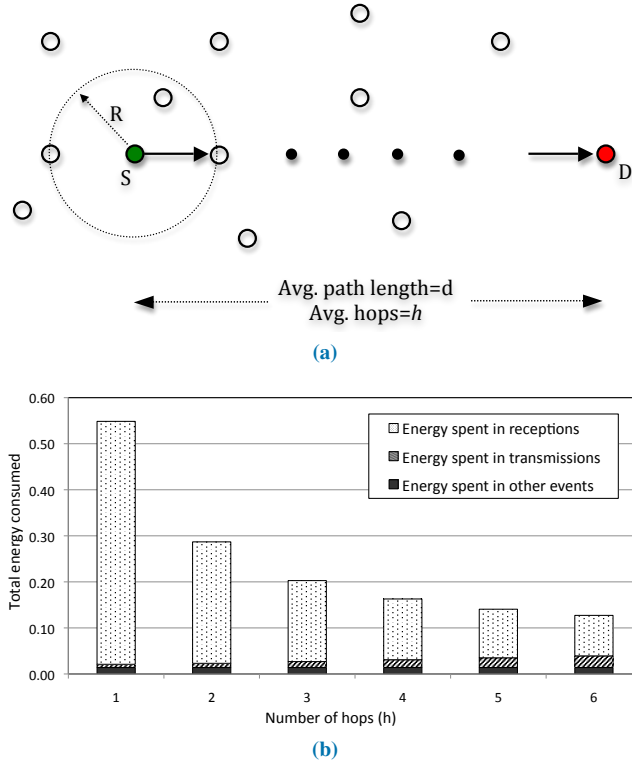 R
S
D
Avg. path length=d
Avg. hops=h
(a)
0.60
0.50
0.40
0.30
0.20
0.10
0.00
Total energy consumed
Energy spent in receptions
Energy spent in transmissions
Energy spent in other events
1 2 3 4 5 6
Number of hops (h)
(b)